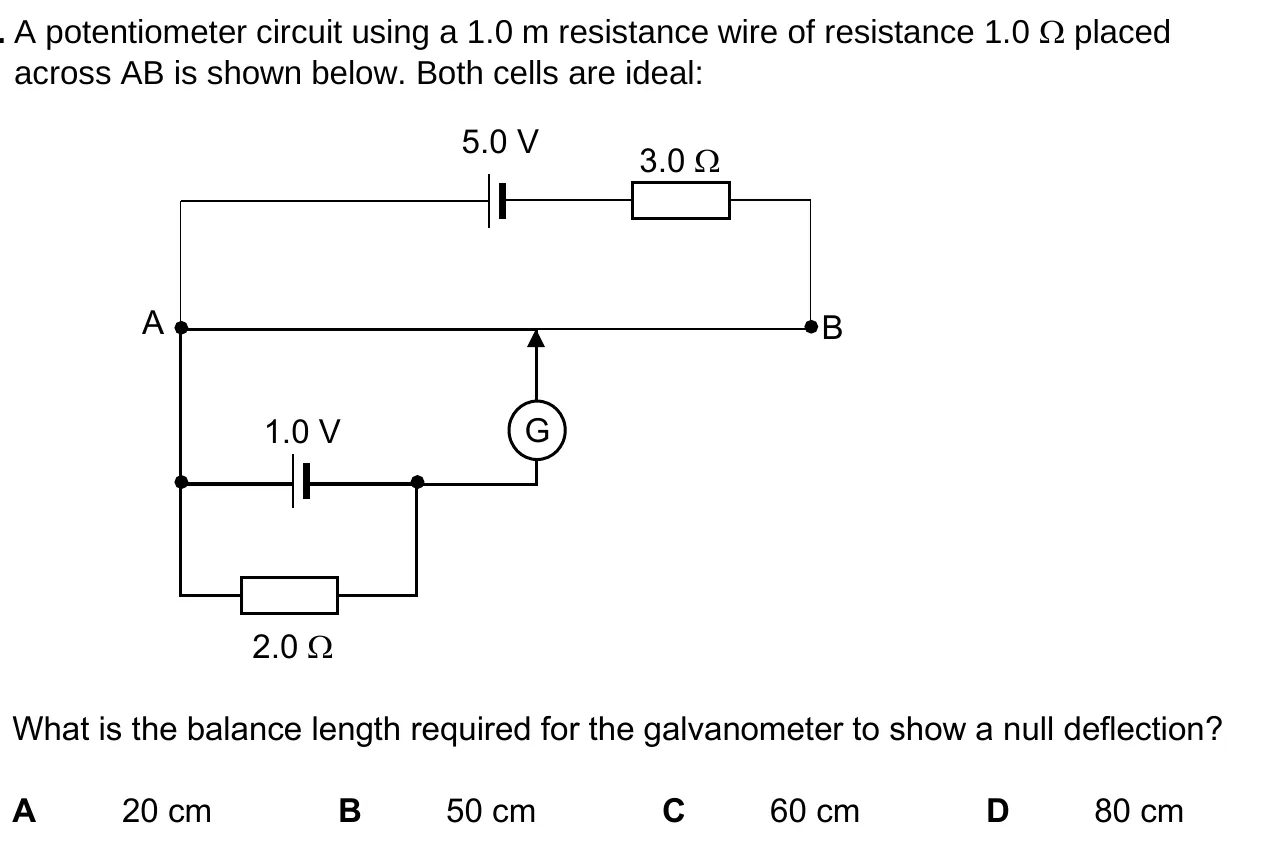 . A potentiometer circuit using a 1.0 m resistance wire of resistance 1.0 Ω placed
across AB is shown below. Both cells are ideal:
5.0 V
3.0 Ω
A
B
1.0 V
G
2.0 Ω
What is the balance length required for the galvanometer to show a null deflection?
A 20 cm B 50 cm C 60 cm D 80 cm